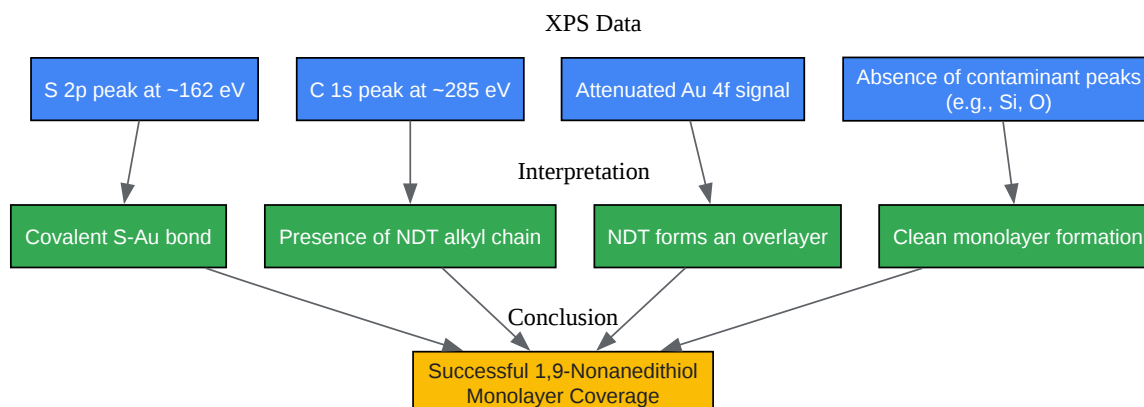 XPS Data
S 2p peak at ~162 eV
C 1s peak at ~285 eV
Attenuated Au 4f signal
Absence of contaminant peaks
(e.g., Si, O)
Interpretation
Covalent S-Au bond
Presence of NDT alkyl chain
NDT forms an overlayer
Clean monolayer formation
Conclusion
Successful 1,9-Nonanedithiol
Monolayer Coverage